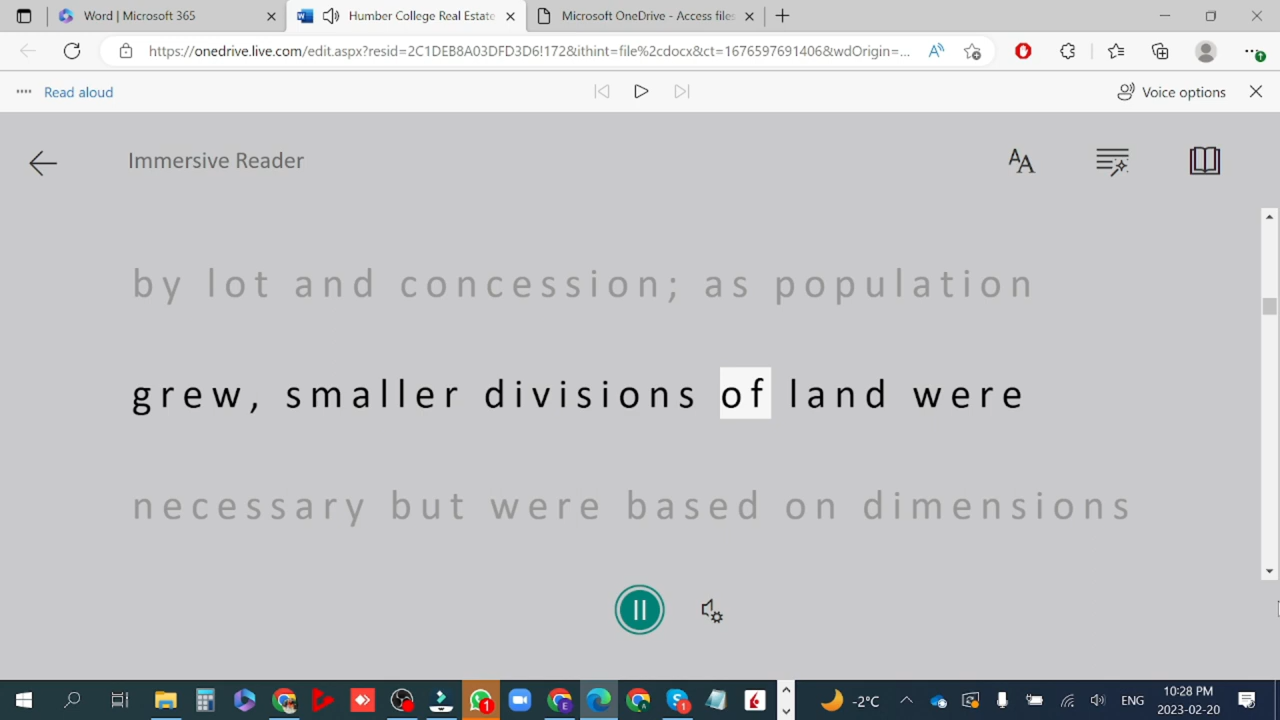 Word | Microsoft 365
Humber College Real Estate
Microsoft OneDrive - Access files
https://onedrive.live.com/edit.aspx?resid=2C1DEB8A03DFD3D6!172&ithint=file%2cdocx&ct=1676597691406&wdOrigin=...
Read aloud
Voice options
Immersive Reader
by lot and concession; as population
grew, smaller divisions of land were
necessary but were based on dimensions
-2°C
ENG
10:28 PM
2023-02-20